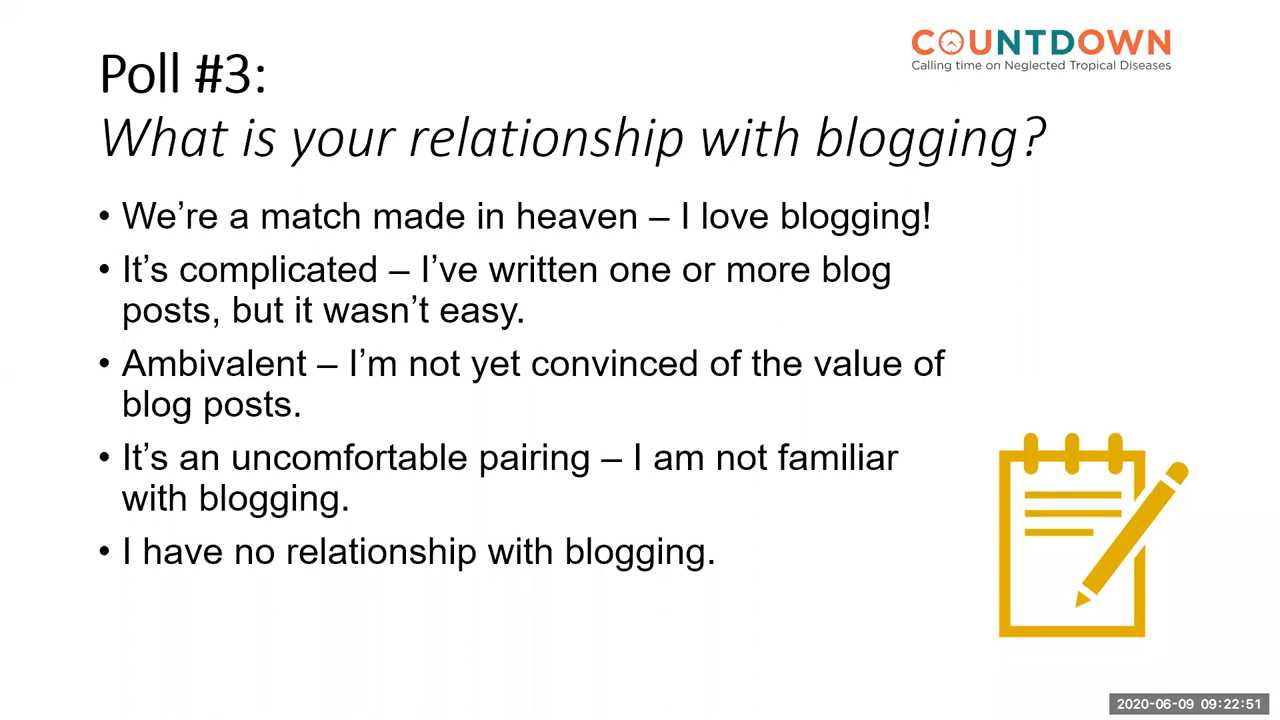 COUNTDOWN
Calling time on Neglected Tropical Diseases
Poll #3:
What is your relationship with blogging?
• We’re a match made in heaven – I love blogging!
• It’s complicated – I’ve written one or more blog
posts, but it wasn’t easy.
• Ambivalent – I’m not yet convinced of the value of
blog posts.
• It’s an uncomfortable pairing – I am not familiar
with blogging.
• I have no relationship with blogging.
2020-06-09 09:22:51